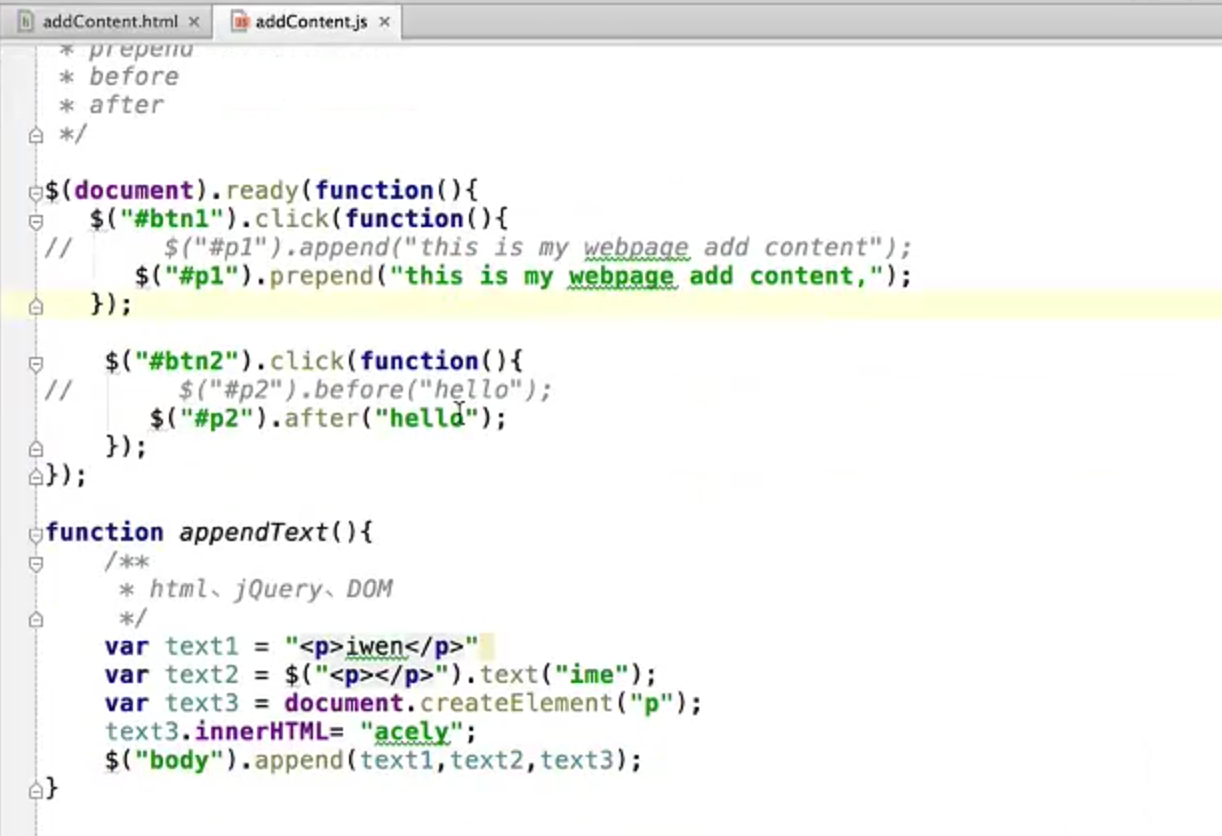 addContent.html
addContent.js
* prepend
* before
* after
*/
$(document).ready(function(){
$("#btn1").click(function(){
// $("#p1").append("this is my webpage add content");
$("#p1").prepend("this is my webpage add content,");
});
$("#btn2").click(function(){
// $("#p2").before("hello");
$("#p2").after("hello");
});
});
function appendText(){
/**
* html、jQuery、DOM
*/
var text1 = "<p>iwen</p>"
var text2 = $("<p></p>").text("ime");
var text3 = document.createElement("p");
text3.innerHTML= "acely";
$("body").append(text1,text2,text3);
}